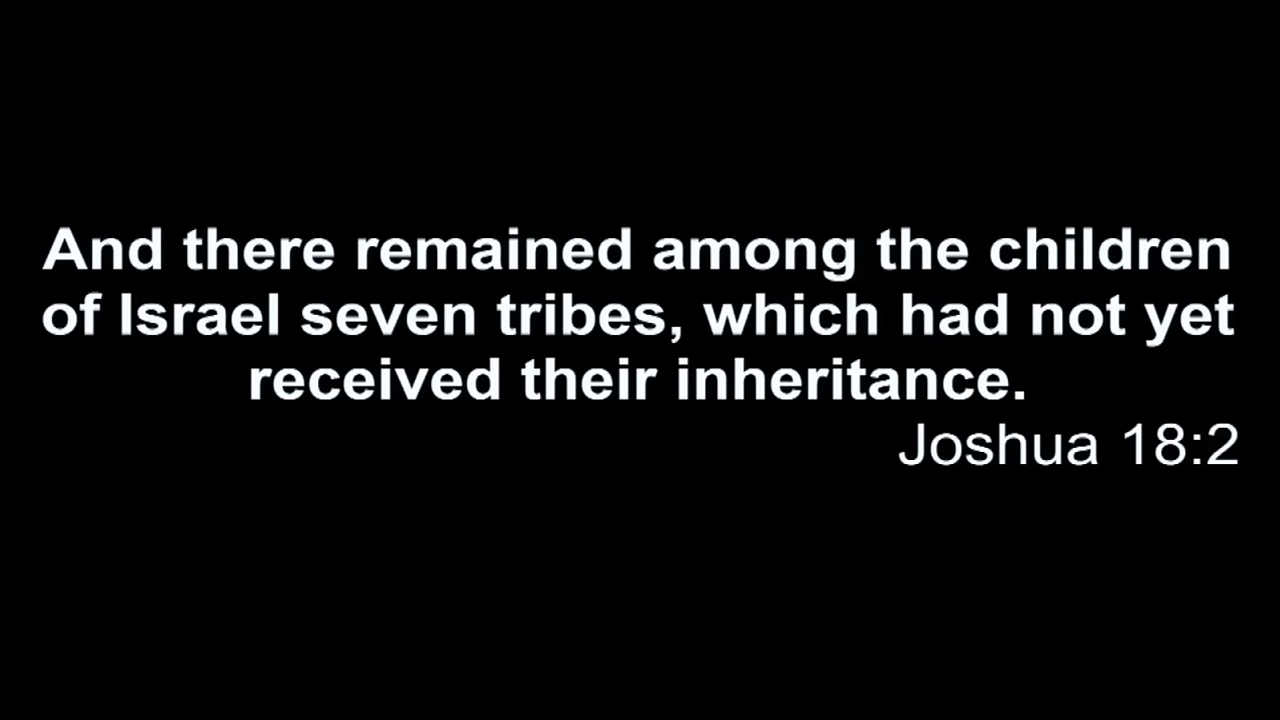 And there remained among the children
of Israel seven tribes, which had not yet
received their inheritance.
Joshua 18:2